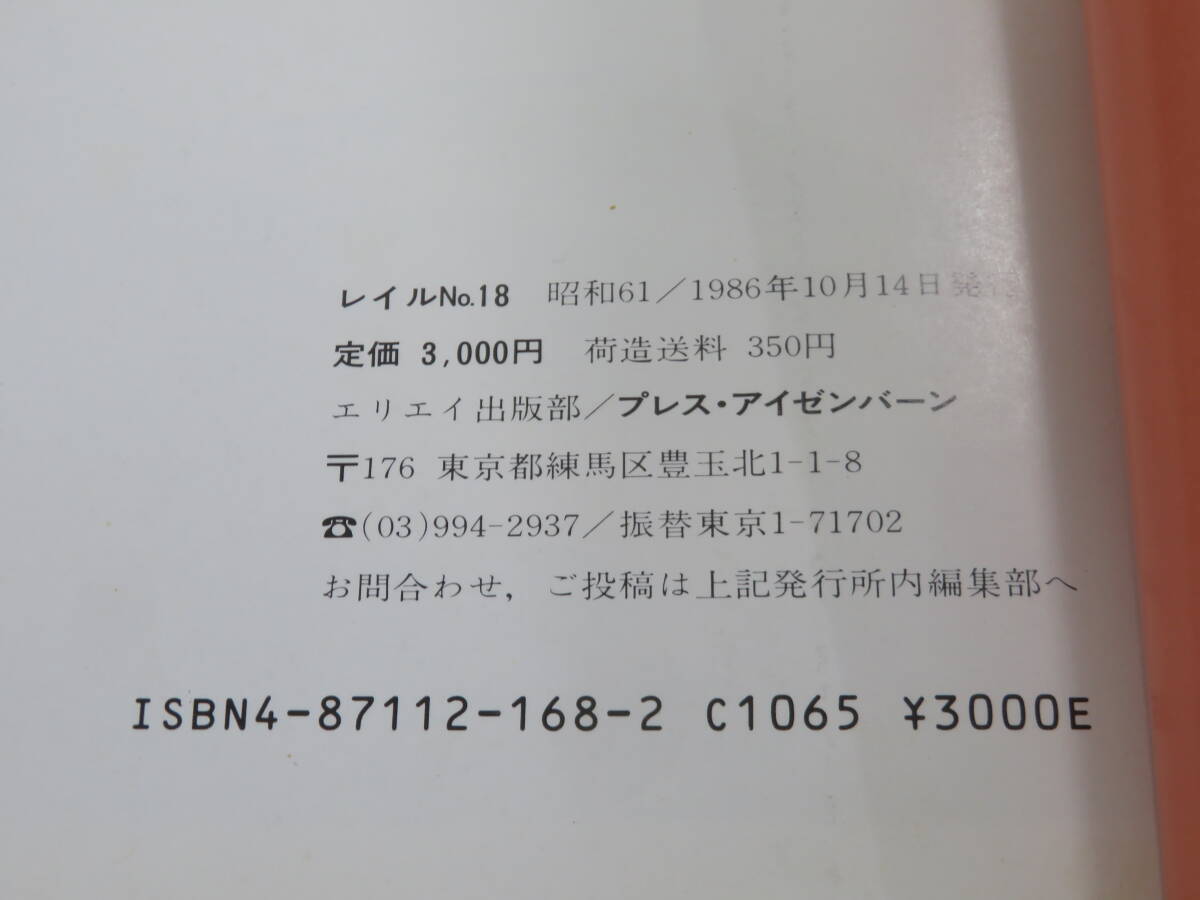 レイルNo.18 昭和61／1986年10月14日発行
定価 3,000円 荷造送料 350円
エリエイ出版部／プレス・アイゼンバーン
〒176 東京都練馬区豊玉北1-1-8
☎(03)994-2937／振替東京1-71702
お問合わせ，ご投稿は上記発行所内編集部へ
ISBN4-87112-168-2 C1065 ¥3000E